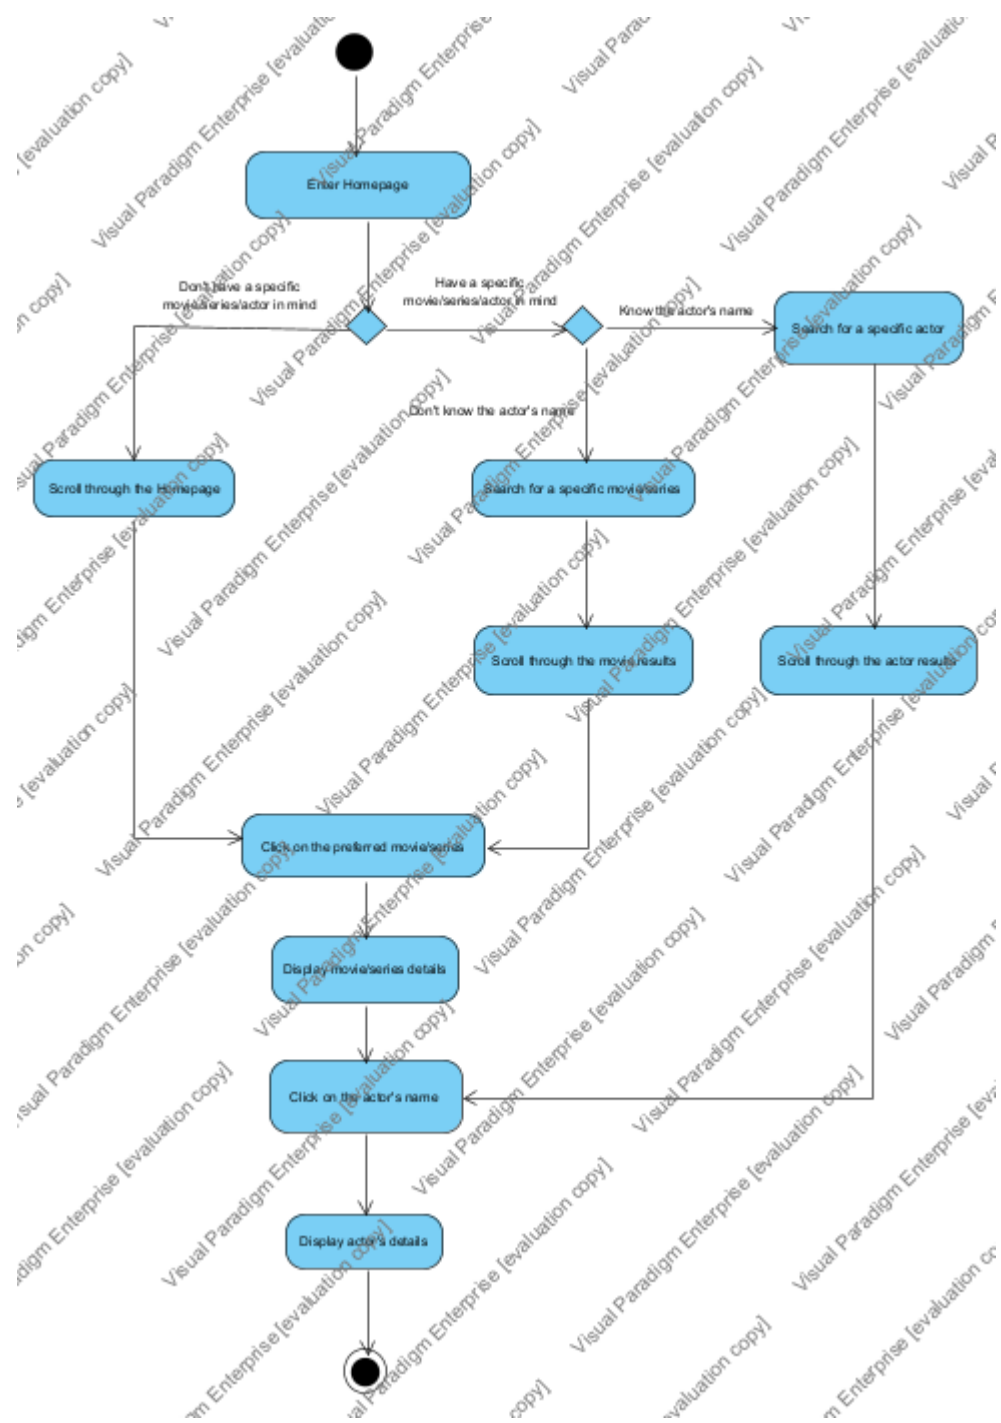 Enter Homepage
Don't have a specific
movie/series/actor in mind
Have a specific
movie/series/actor in mind
Know the actor's name
Search for a specific actor
Don't know the actor's name
Scroll through the Homepage
Search for a specific movie/series
Scroll through the movie results
Scroll through the actor results
Click on the preferred movie/series
Display movie/series details
Click on the actor's name
Display actor's details
Visual Paradigm Enterprise [evaluation copy]